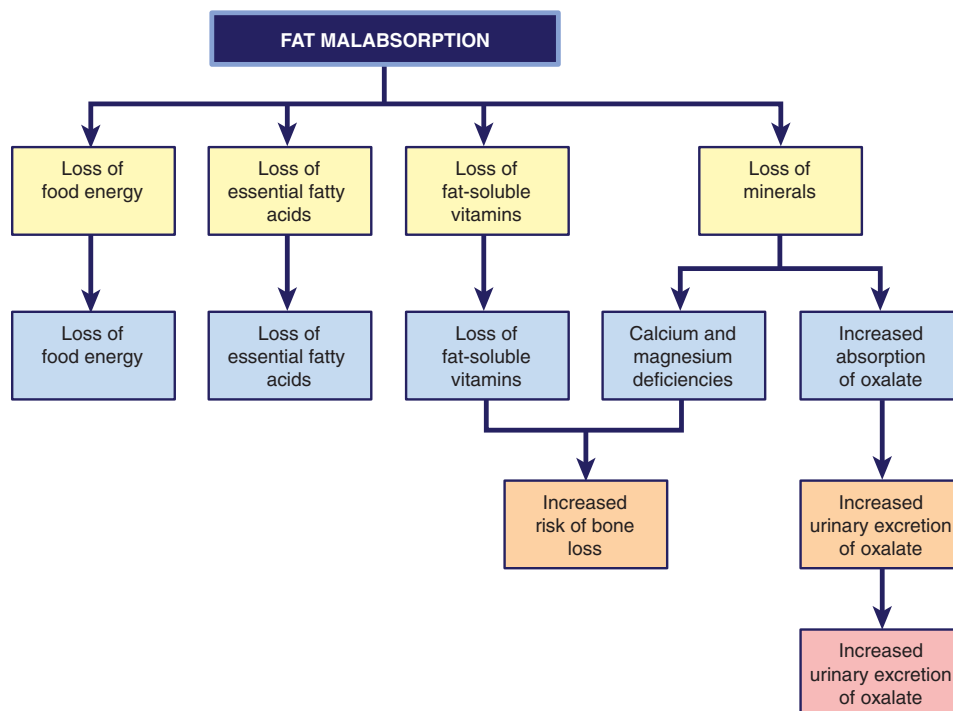 FAT MALABSORPTION
Loss of
food energy
Loss of
essential fatty
acids
Loss of
fat-soluble
vitamins
Loss of
minerals
Loss of
food energy
Loss of
essential fatty
acids
Loss of
fat-soluble
vitamins
Calcium and
magnesium
deficiencies
Increased
absorption
of oxalate
Increased
risk of bone
loss
Increased
urinary excretion
of oxalate
Increased
urinary excretion
of oxalate